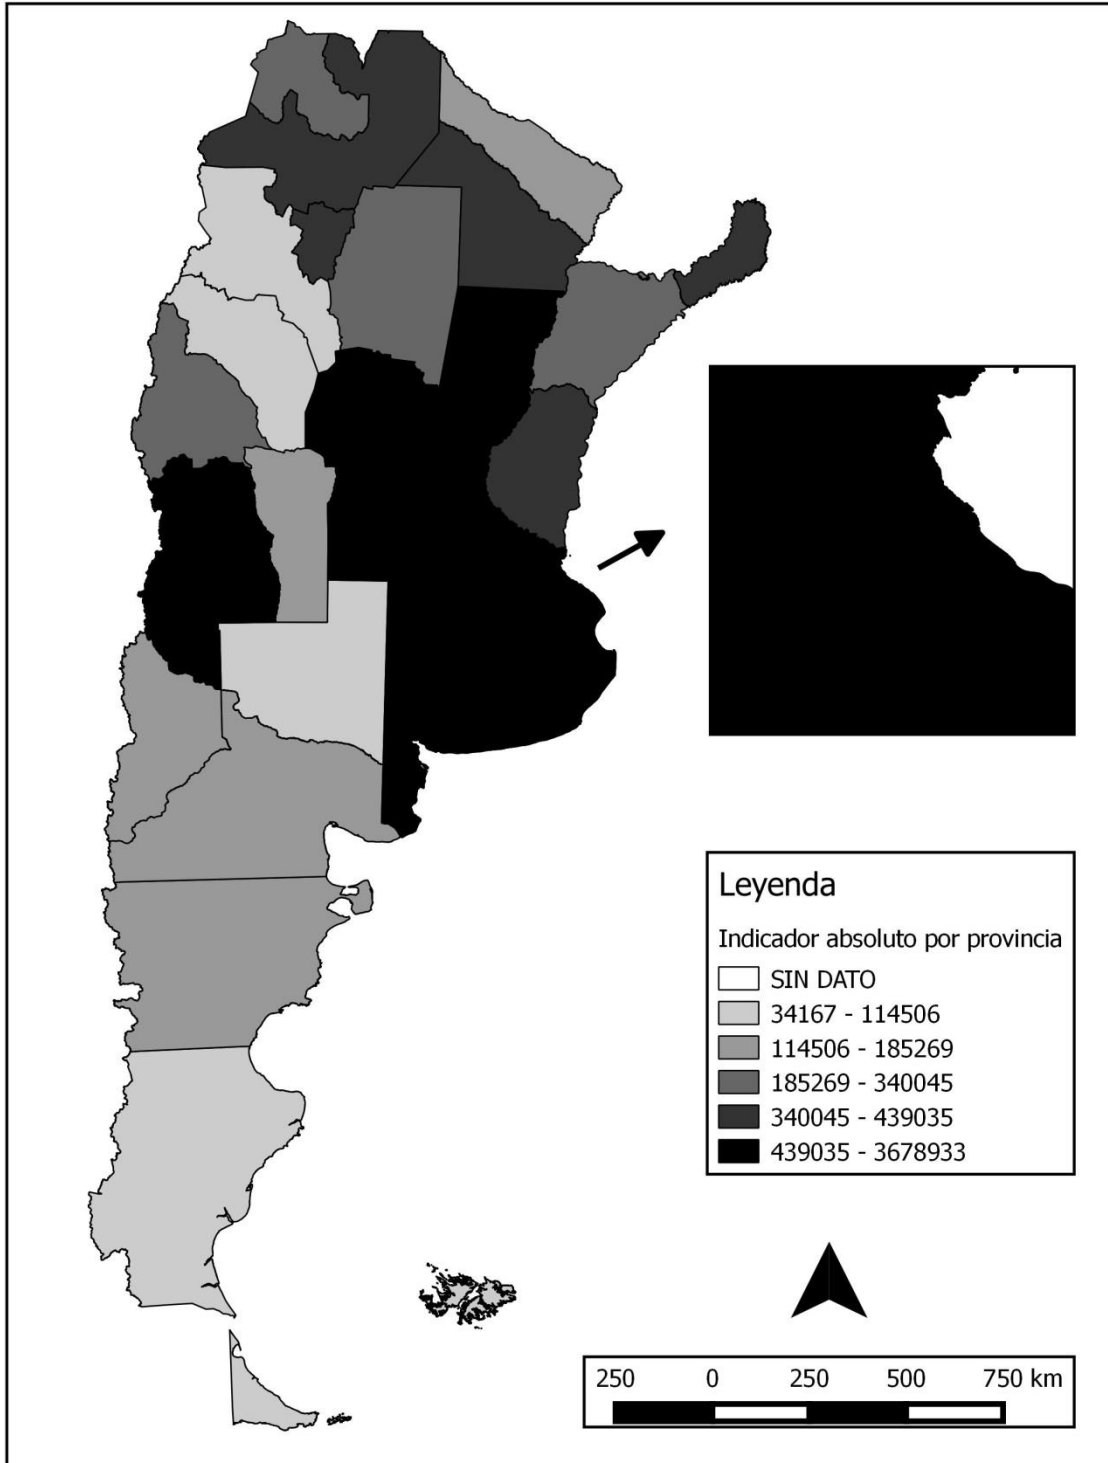 Leyenda
Indicador absoluto por provincia
SIN DATO
34167 - 114506
114506 - 185269
185269 - 340045
340045 - 439035
439035 - 3678933
250 0 250 500 750 km